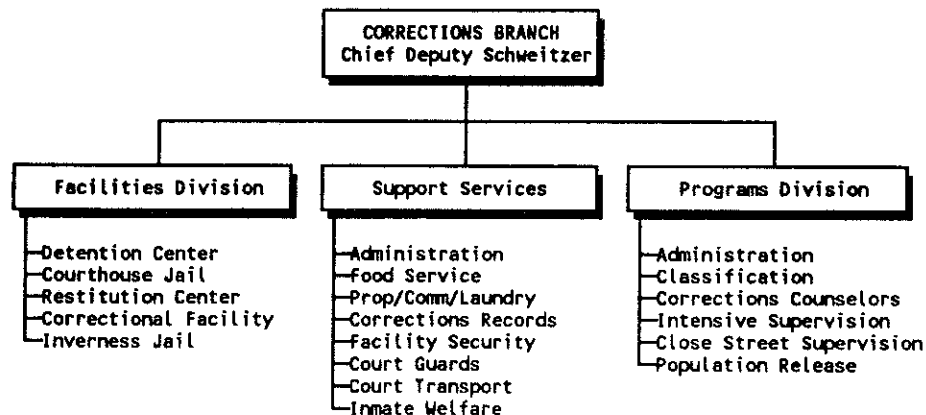 CORRECTIONS BRANCH
Chief Deputy Schweitzer
Facilities Division
Detention Center
Courthouse Jail
Restitution Center
Correctional Facility
Inverness Jail
Support Services
Administration
Food Service
Prop/Comm/Laundry
Corrections Records
Facility Security
Court Guards
Court Transport
Inmate Welfare
Programs Division
Administration
Classification
Corrections Counselors
Intensive Supervision
Close Street Supervision
Population Release